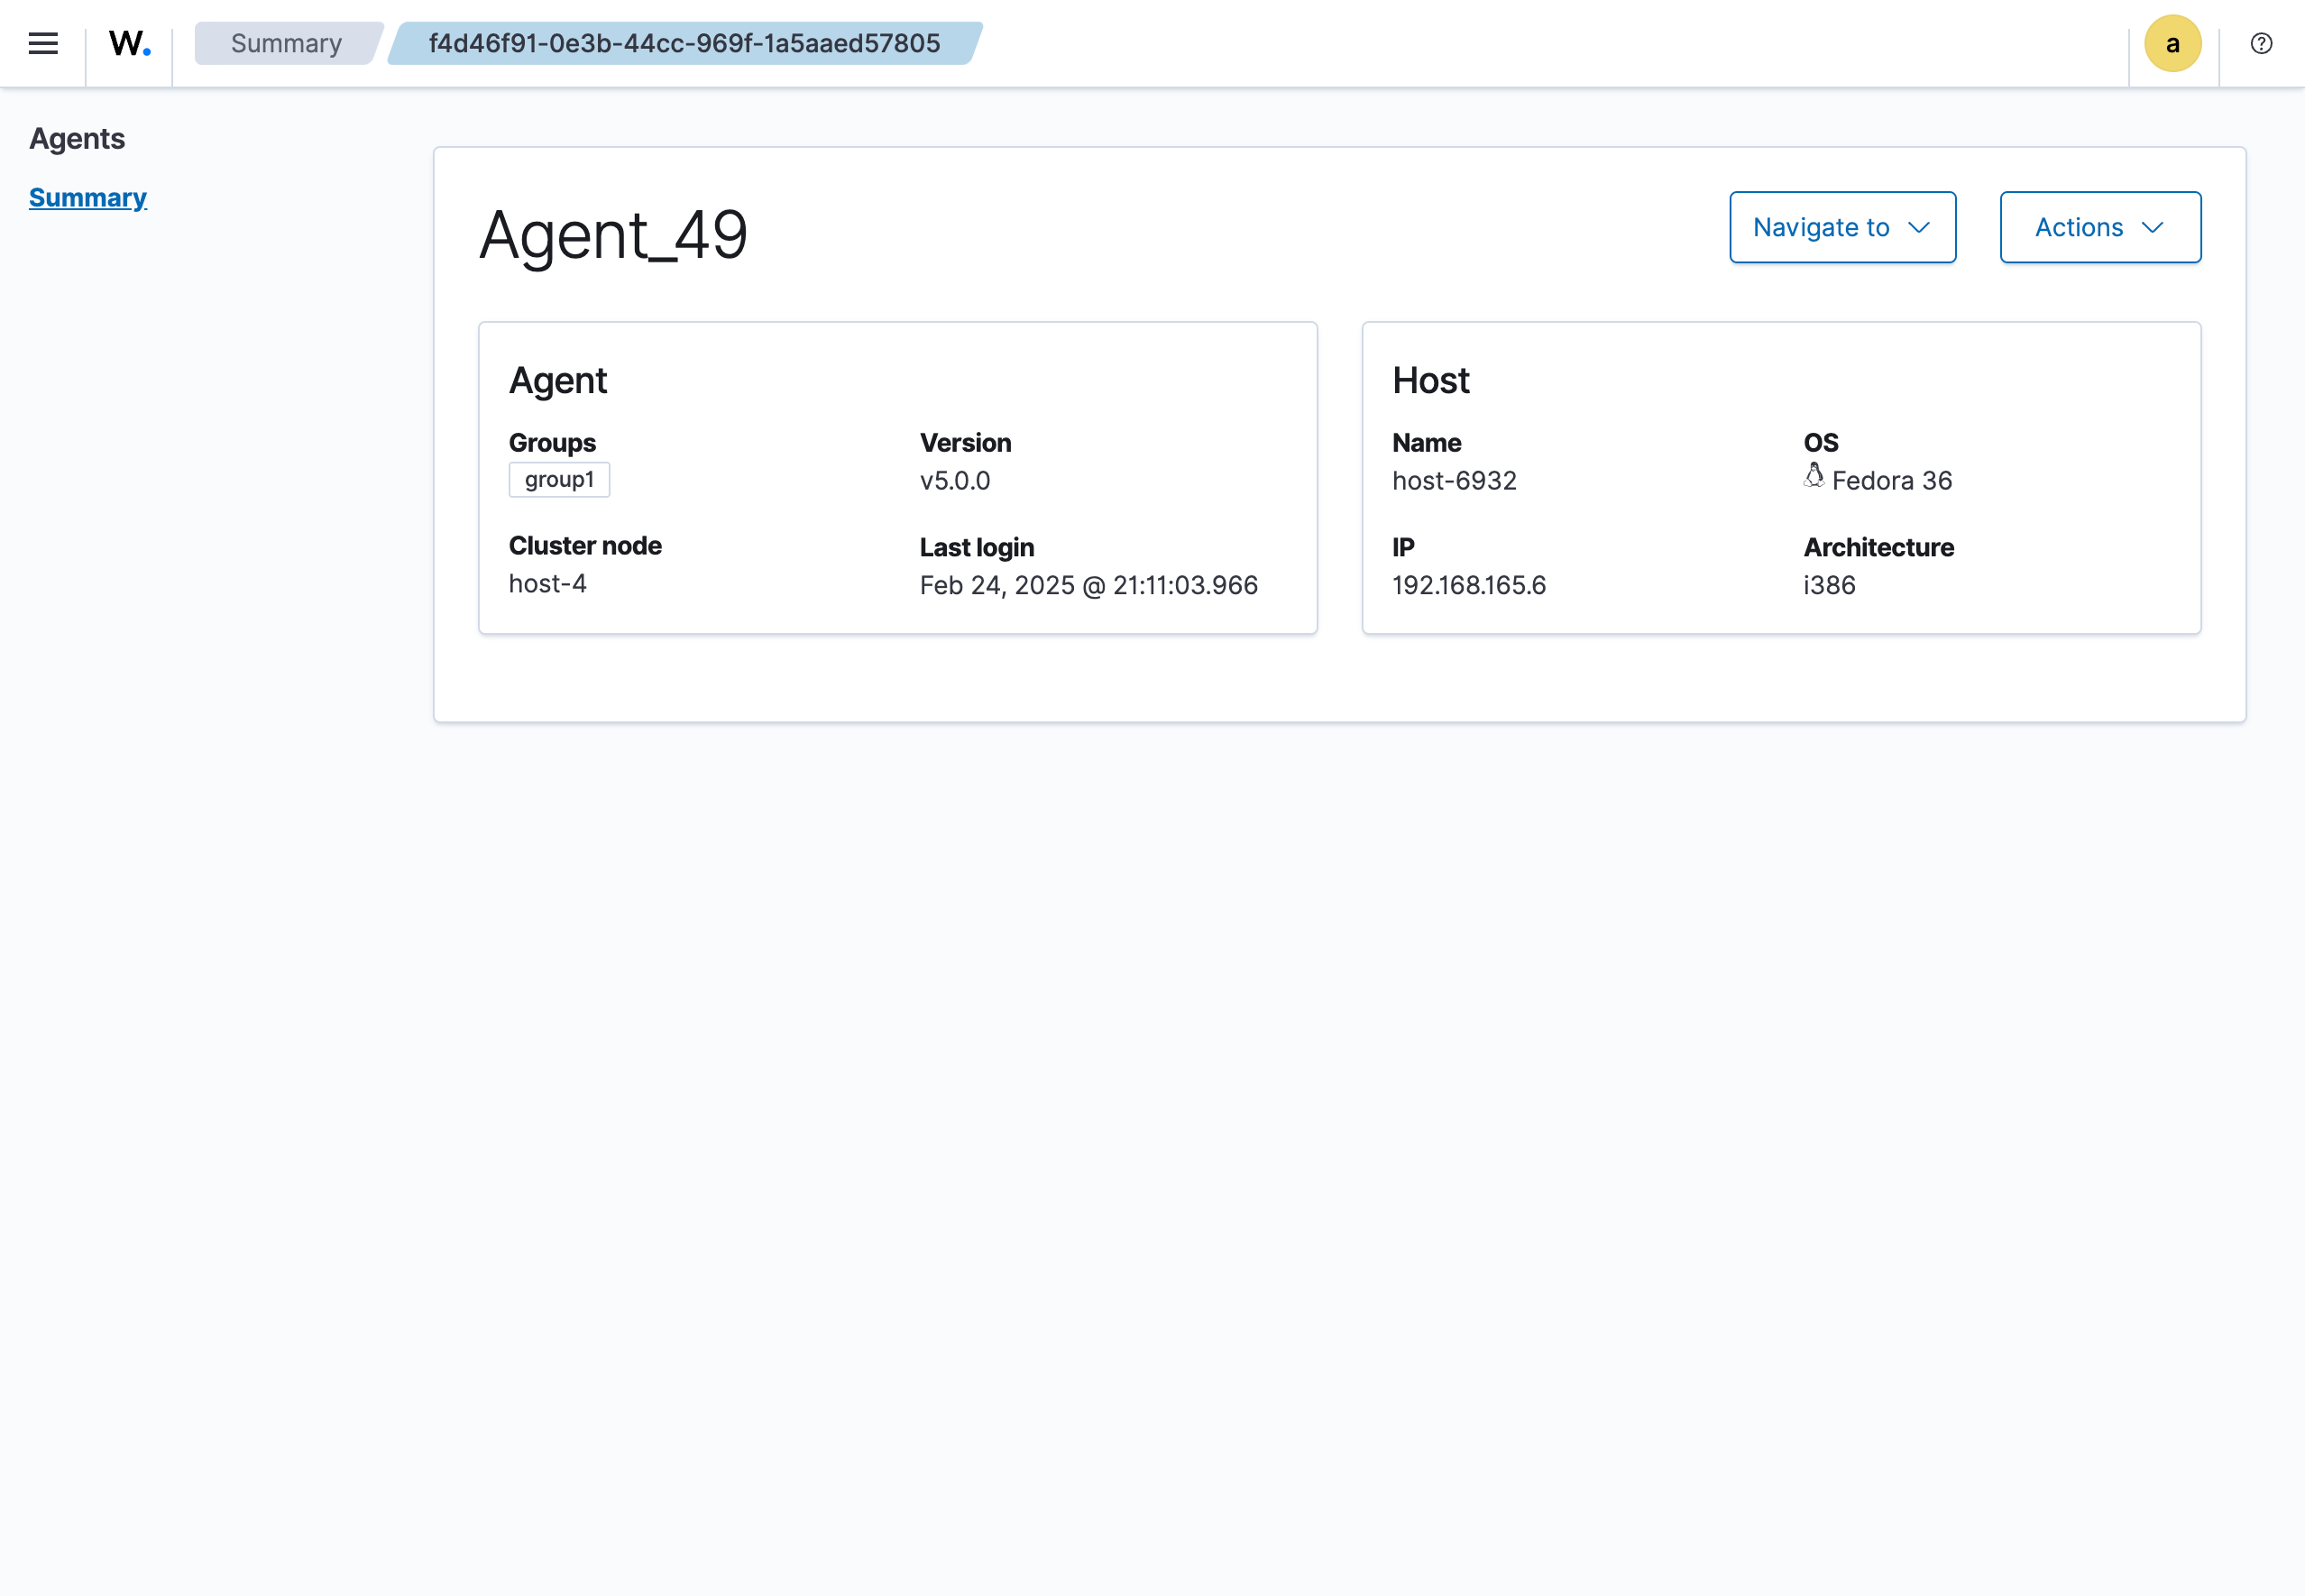 W.
Summary
f4d46f91-0e3b-44cc-969f-1a5aaed57805
a
Agents
Summary
Agent_49
Navigate to
Actions
Agent
Groups
group1
Version
v5.0.0
Cluster node
host-4
Last login
Feb 24, 2025 @ 21:11:03.966
Host
Name
host-6932
OS
Fedora 36
IP
192.168.165.6
Architecture
i386